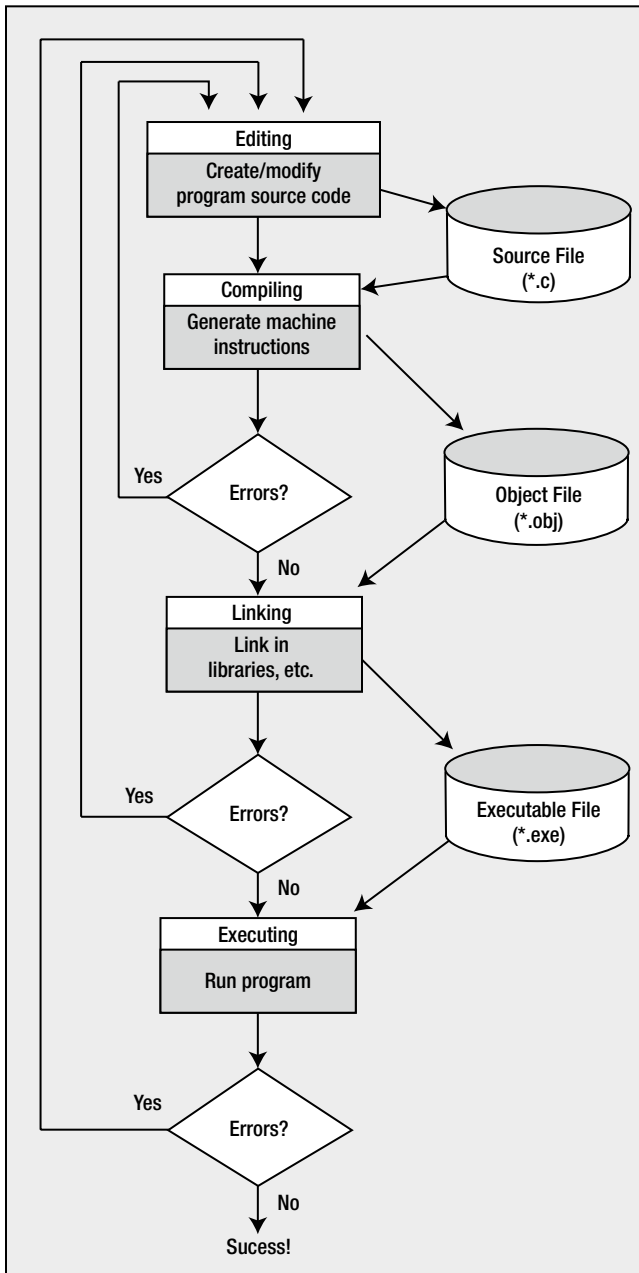 Editing
Create/modify
program source code
Source File
(*.c)
Compiling
Generate machine
instructions
Yes
Errors?
No
Object File
(*.obj)
Linking
Link in
libraries, etc.
Yes
Errors?
No
Executable File
(*.exe)
Executing
Run program
Yes
Errors?
No
Sucess!